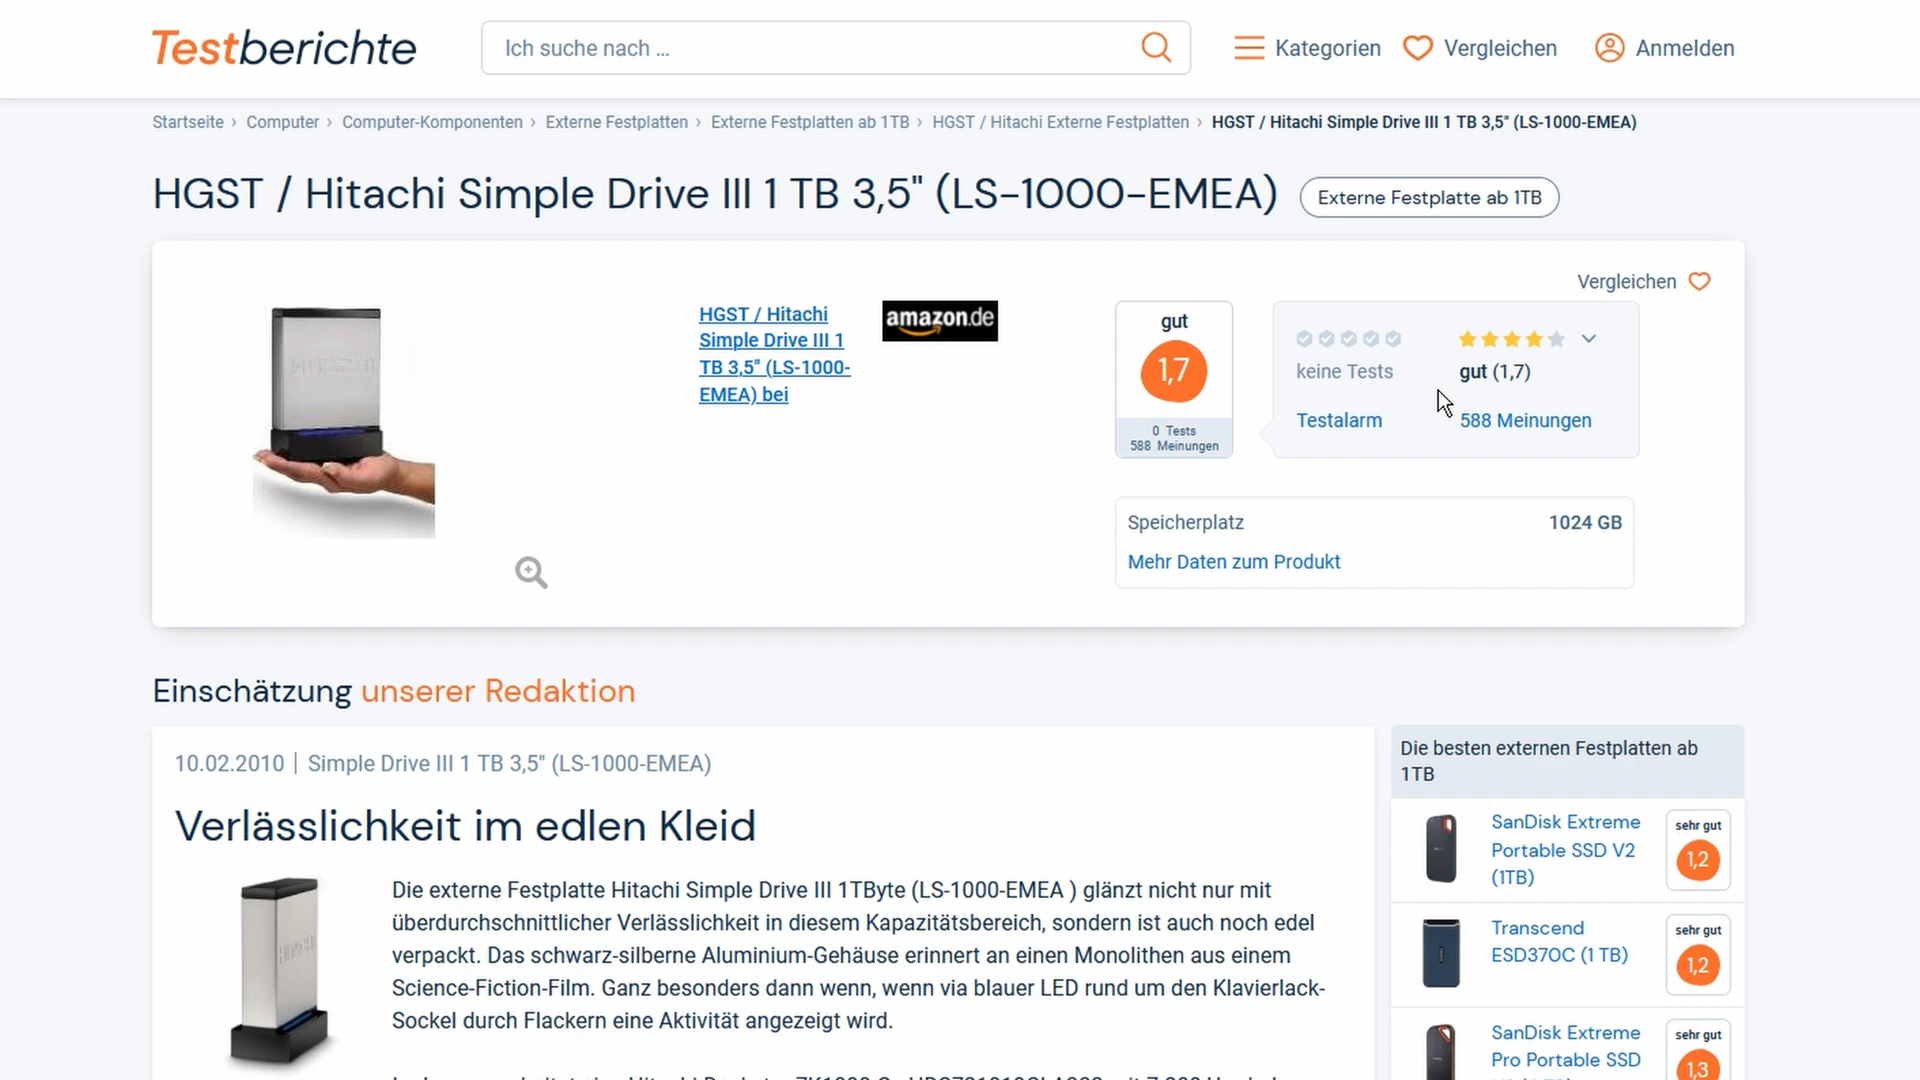 Testberichte
Ich suche nach ...
Kategorien
Vergleichen
Anmelden
Startseite › Computer › Computer-Komponenten › Externe Festplatten › Externe Festplatten ab 1TB › HGST / Hitachi Externe Festplatten › HGST / Hitachi Simple Drive III 1 TB 3,5" (LS-1000-EMEA)
HGST / Hitachi Simple Drive III 1 TB 3,5" (LS-1000-EMEA)
Externe Festplatte ab 1TB
Vergleichen
HITACHI
HGST / Hitachi
Simple Drive III 1
TB 3,5" (LS-1000-
EMEA) bei
amazon.de
gut
1,7
0 Tests
588 Meinungen
keine Tests
gut (1,7)
Testalarm
588 Meinungen
Speicherplatz
1024 GB
Mehr Daten zum Produkt
Einschätzung unserer Redaktion
10.02.2010 | Simple Drive III 1 TB 3,5" (LS-1000-EMEA)
Verlässlichkeit im edlen Kleid
HITACHI
Die externe Festplatte Hitachi Simple Drive III 1TByte (LS-1000-EMEA ) glänzt nicht nur mit
überdurchschnittlicher Verlässlichkeit in diesem Kapazitätsbereich, sondern ist auch noch edel
verpackt. Das schwarz-silberne Aluminium-Gehäuse erinnert an einen Monolithen aus einem
Science-Fiction-Film. Ganz besonders dann wenn, wenn via blauer LED rund um den Klavierlack-
Sockel durch Flackern eine Aktivität angezeigt wird.
Die besten externen Festplatten ab
1TB
SanDisk Extreme
Portable SSD V2
(1TB)
sehr gut
1,2
Transcend
ESD370C (1 TB)
sehr gut
1,2
SanDisk Extreme
Pro Portable SSD
sehr gut
1,3